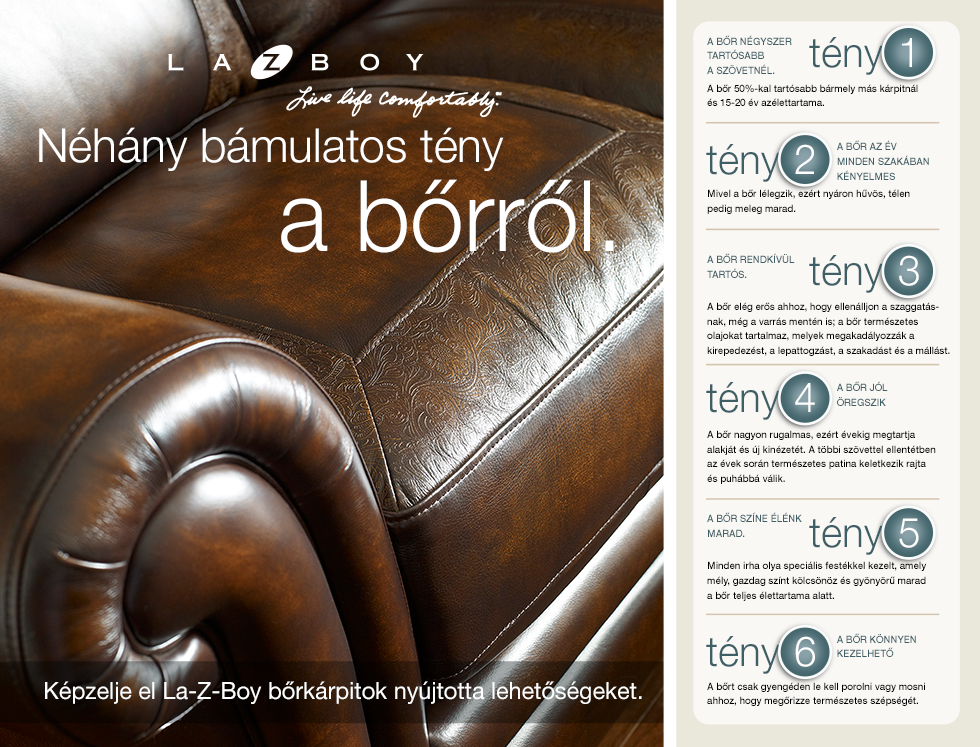 LA Z BOY
Live life comfortably.
Néhány bámulatos tény
a bőrről.
Képzelje el La-Z-Boy bőrkárpitok nyújtotta lehetőségeket.
A BŐR NÉGYSZER
TARTÓSABB
A SZÖVETNÉL.
tény 1
A bőr 50%-kal tartósabb bármely más kárpitnál
és 15-20 év azélettartama.
tény 2
A BŐR AZ ÉV
MINDEN SZAKÁBAN
KÉNYELMES
Mivel a bőr lélegzik, ezért nyáron hűvös, télen
pedig meleg marad.
A BŐR RENDKÍVÜL
TARTÓS.
tény 3
A bőr elég erős ahhoz, hogy ellenálljon a szaggatás-
nak, még a varrás mentén is; a bőr természetes
olajokat tartalmaz, melyek megakadályozzák a
kirepedezést, a lepattogzást, a szakadást és a mállást.
tény 4
A BŐR JÓL
ÖREGSZIK
A bőr nagyon rugalmas, ezért évekig megtartja
alakját és új kinézetét. A többi szövettel ellentétben
az évek során természetes patina keletkezik rajta
és puhábbá válik.
A BŐR SZÍNE ÉLÉNK
MARAD.
tény 5
Minden irha olya speciális festékkel kezelt, amely
mély, gazdag színt kölcsönöz és gyönyörű marad
a bőr teljes élettartama alatt.
tény 6
A BŐR KÖNNYEN
KEZELHETŐ
A bőrt csak gyengéden le kell porolni vagy mosni
ahhoz, hogy megőrizze természetes szépségét.